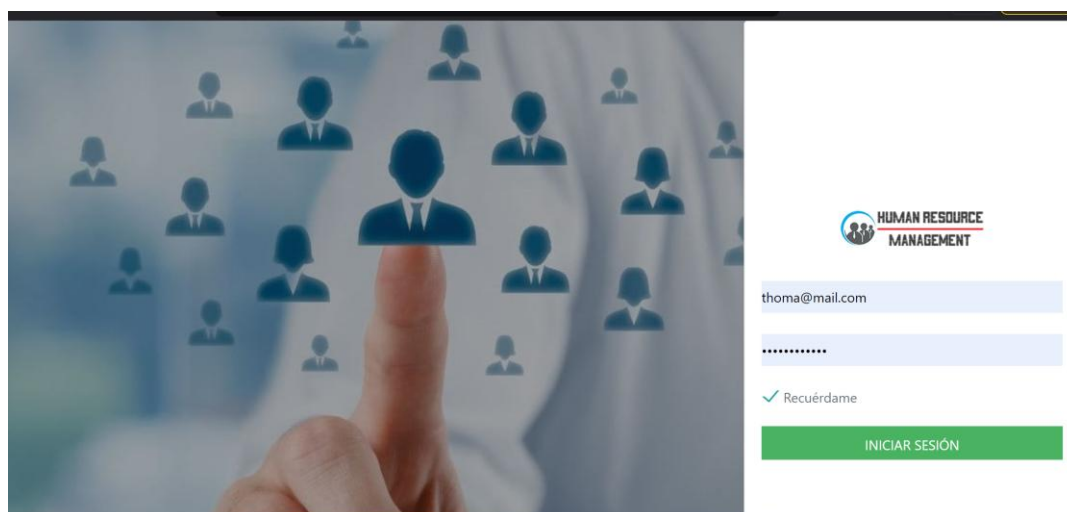 HUMAN RESOURCE
MANAGEMENT
thoma@mail.com
••••••••••••
Recuérdame
INICIAR SESIÓN